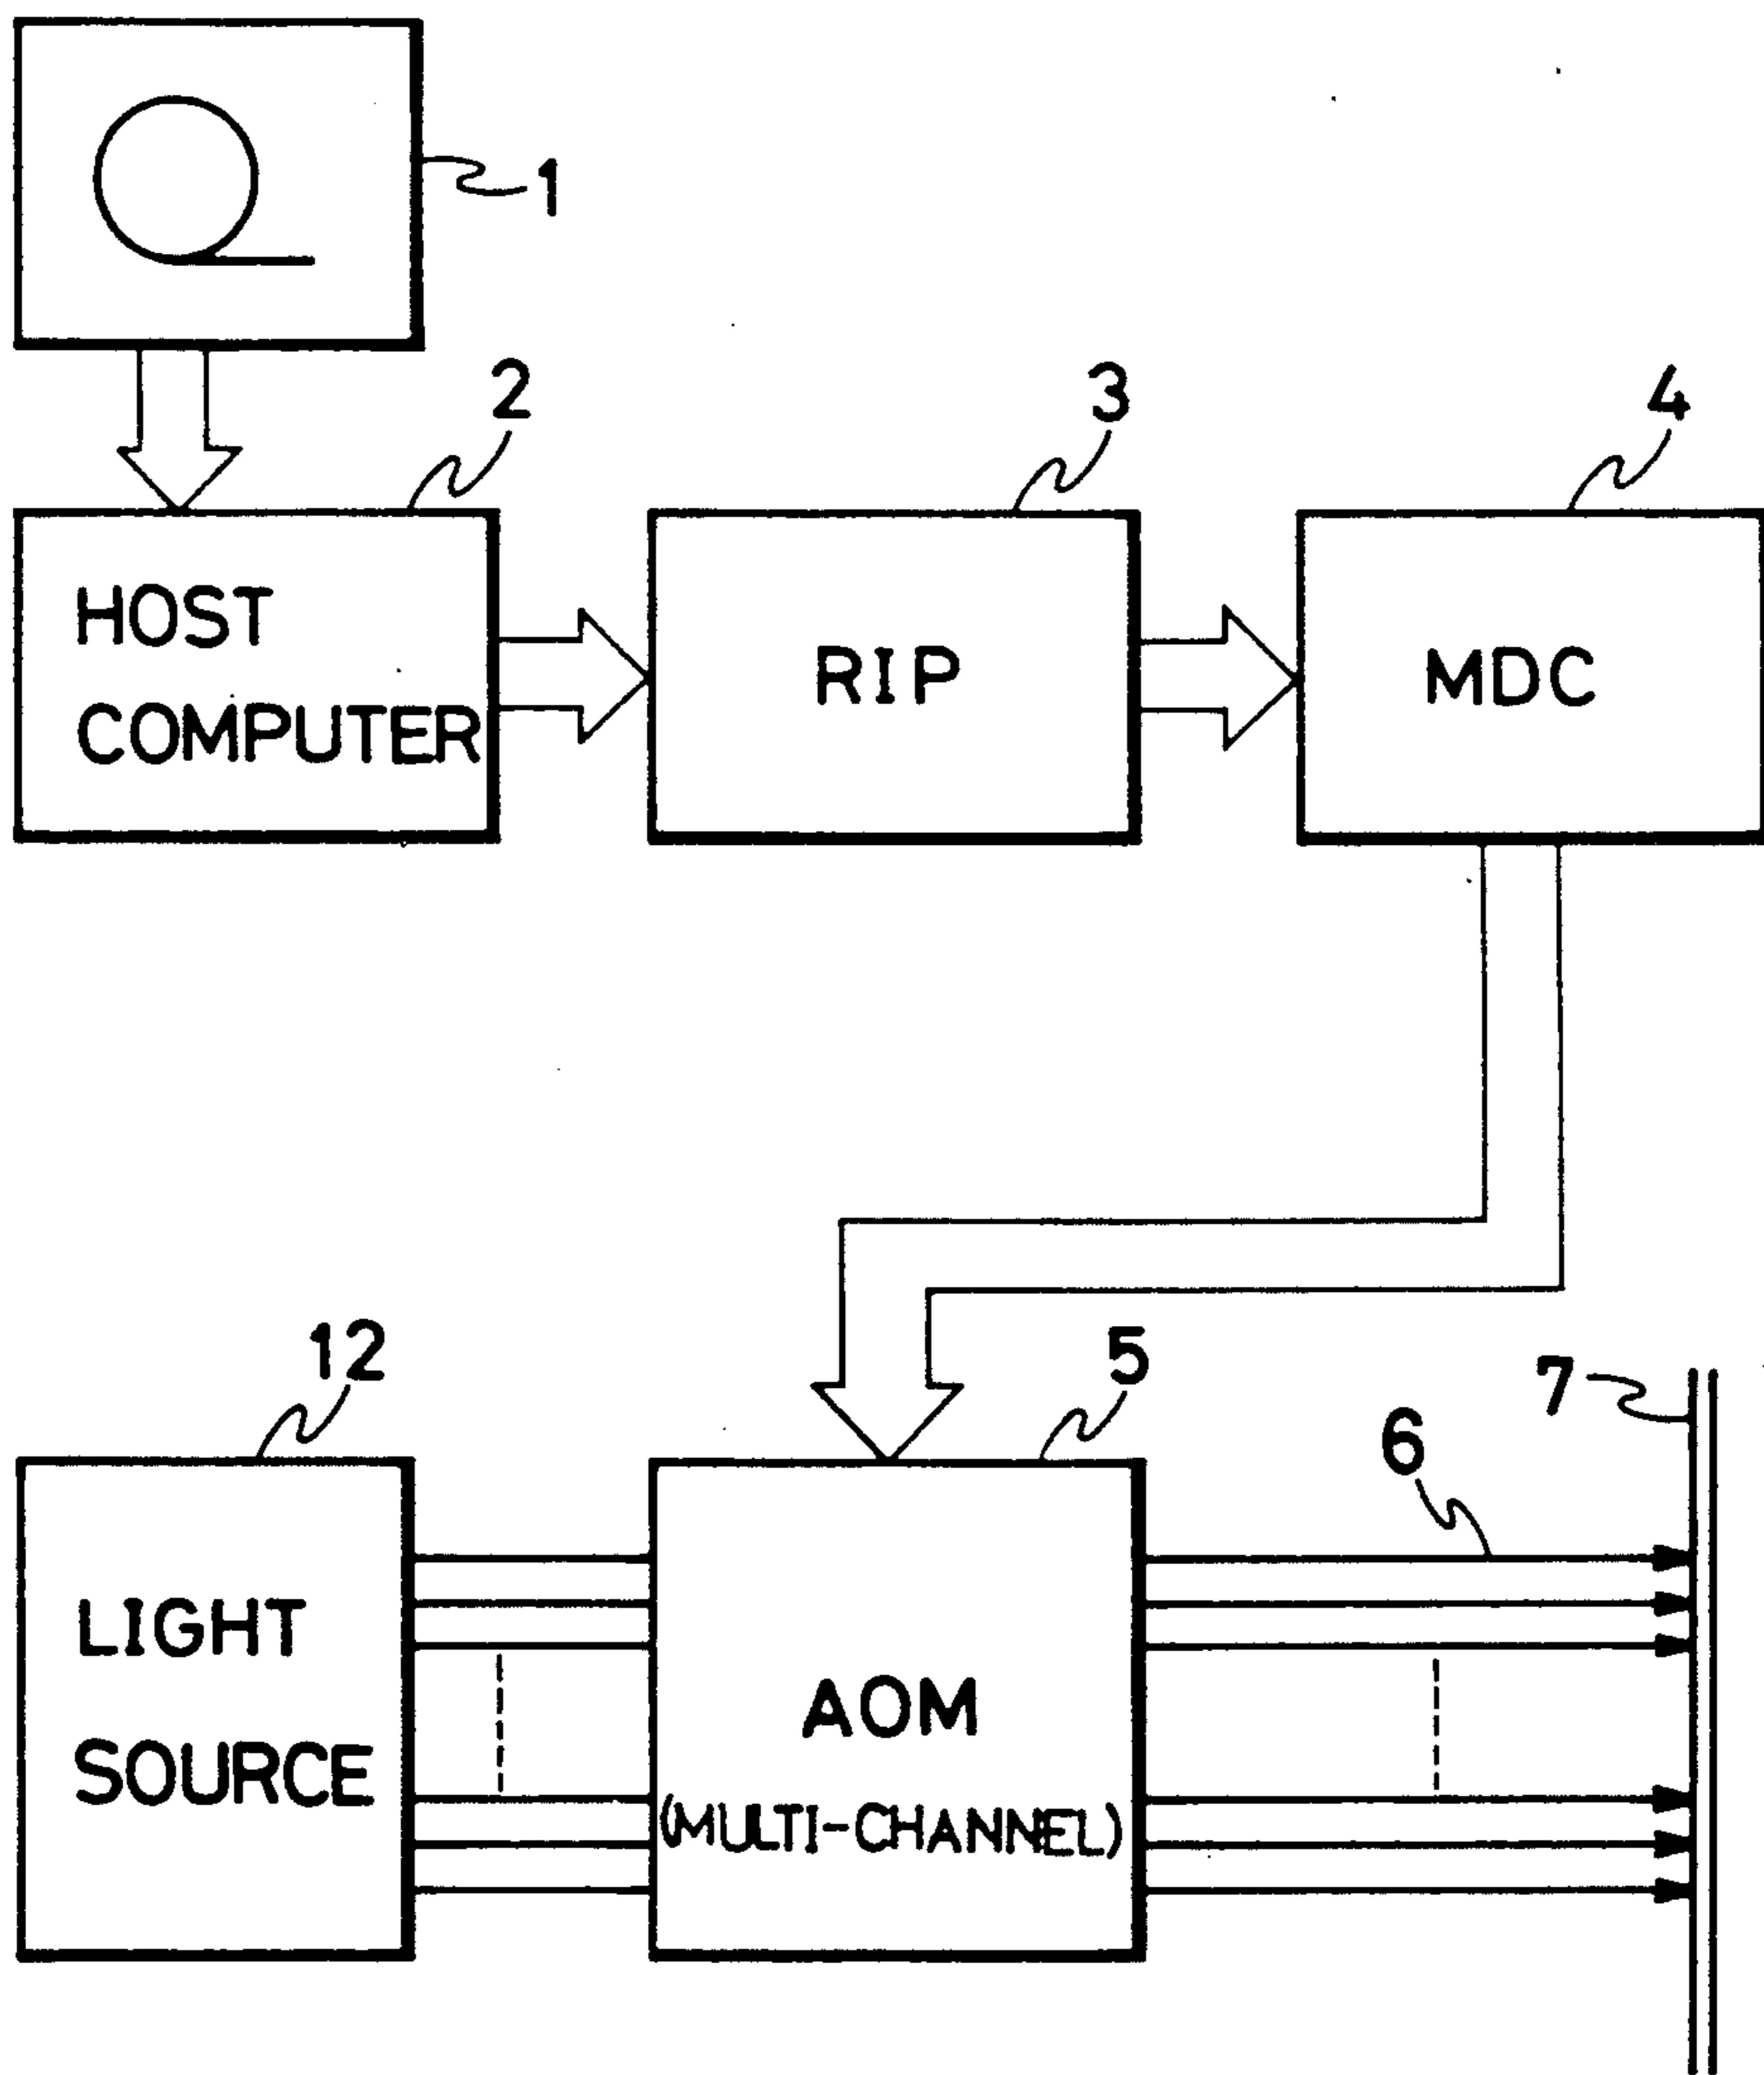 1
2
3
4
HOST
COMPUTER
RIP
MDC
12
5
7
6
LIGHT
SOURCE
AOM
(MULTI-CHANNEL)